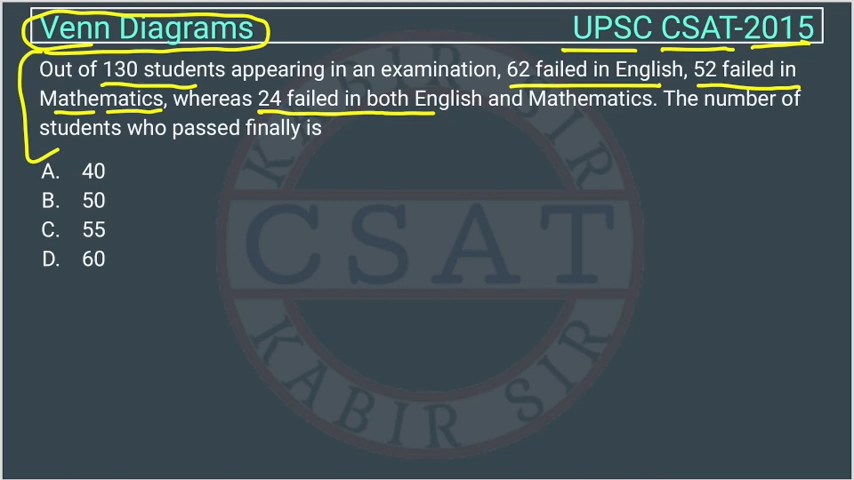 Venn Diagrams
UPSC CSAT-2015
Out of 130 students appearing in an examination, 62 failed in English, 52 failed in
Mathematics, whereas 24 failed in both English and Mathematics. The number of
students who passed finally is
A. 40
B. 50
C. 55
D. 60
KABIR SIR
CSAT
KABIR SIR